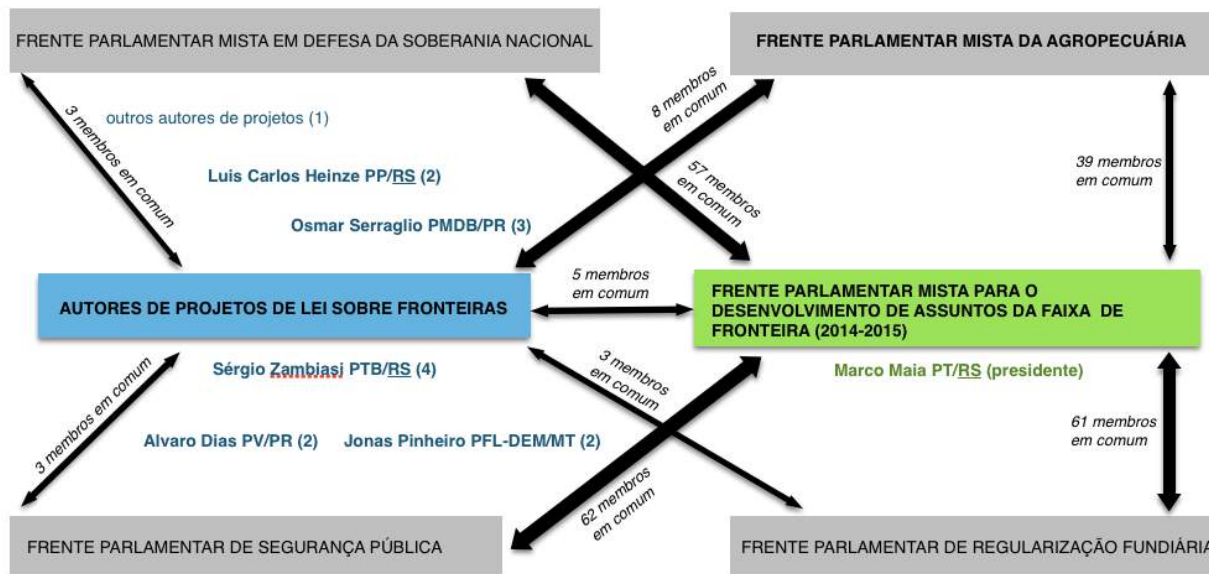 FRENTE PARLAMENTAR MISTA EM DEFESA DA SOBERANIA NACIONAL
FRENTE PARLAMENTAR MISTA DA AGROPECUÁRIA
3 membros
em comum
outros autores de projetos (1)
8 membros
em comum
57 membros
em comum
39 membros
em comum
Luis Carlos Heinze PP/RS (2)
Osmar Serraglio PMDB/PR (3)
AUTORES DE PROJETOS DE LEI SOBRE FRONTEIRAS
5 membros
em comum
FRENTE PARLAMENTAR MISTA PARA O
DESENVOLVIMENTO DE ASSUNTOS DA FAIXA DE
FRONTEIRA (2014-2015)
Sérgio Zambiasi PTB/RS (4)
3 membros
em comum
Marco Maia PT/RS (presidente)
3 membros em comum
Alvaro Dias PV/PR (2)
Jonas Pinheiro PFL-DEM/MT (2)
61 membros
em comum
62 membros
em comum
FRENTE PARLAMENTAR DE SEGURANÇA PÚBLICA
FRENTE PARLAMENTAR DE REGULARIZAÇÃO FUNDIÁRIA